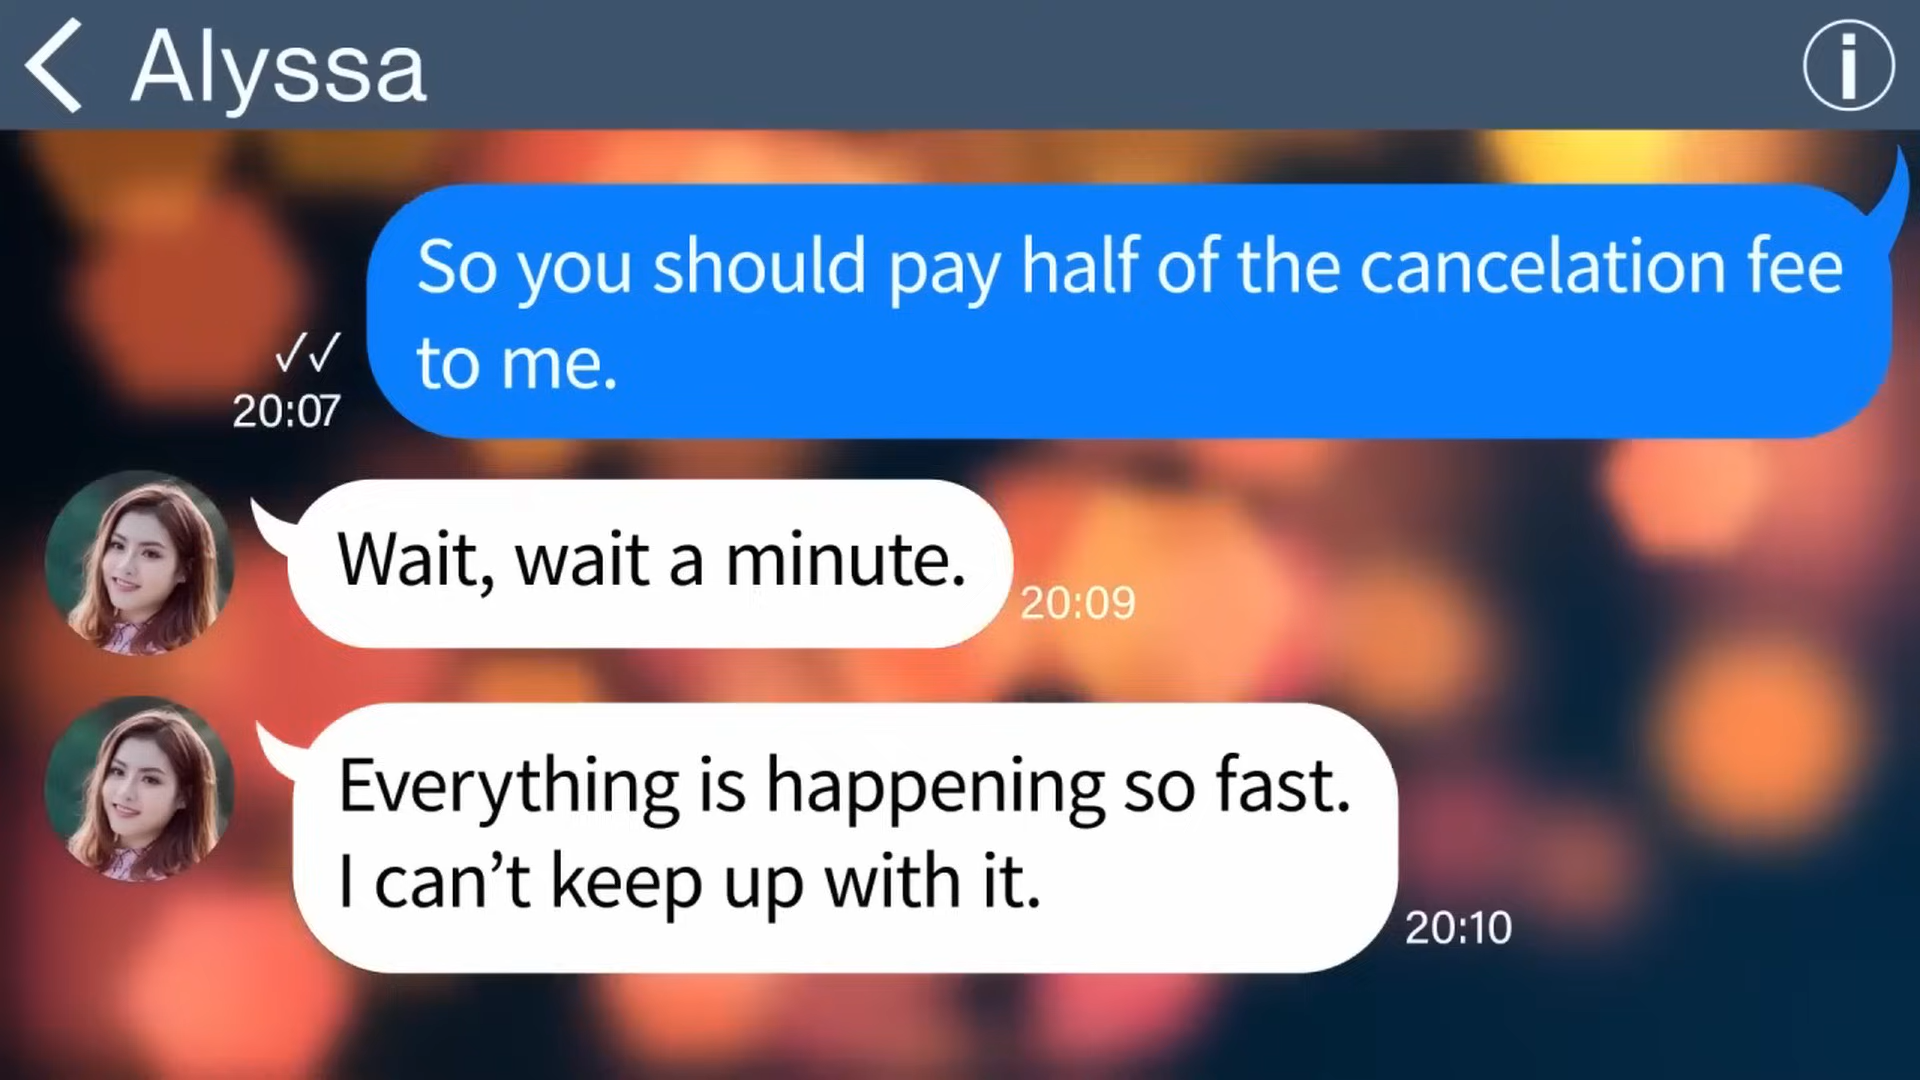 Alyssa
So you should pay half of the cancelation fee
to me.
✓✓
20:07
Wait, wait a minute.
20:09
Everything is happening so fast.
I can’t keep up with it.
20:10